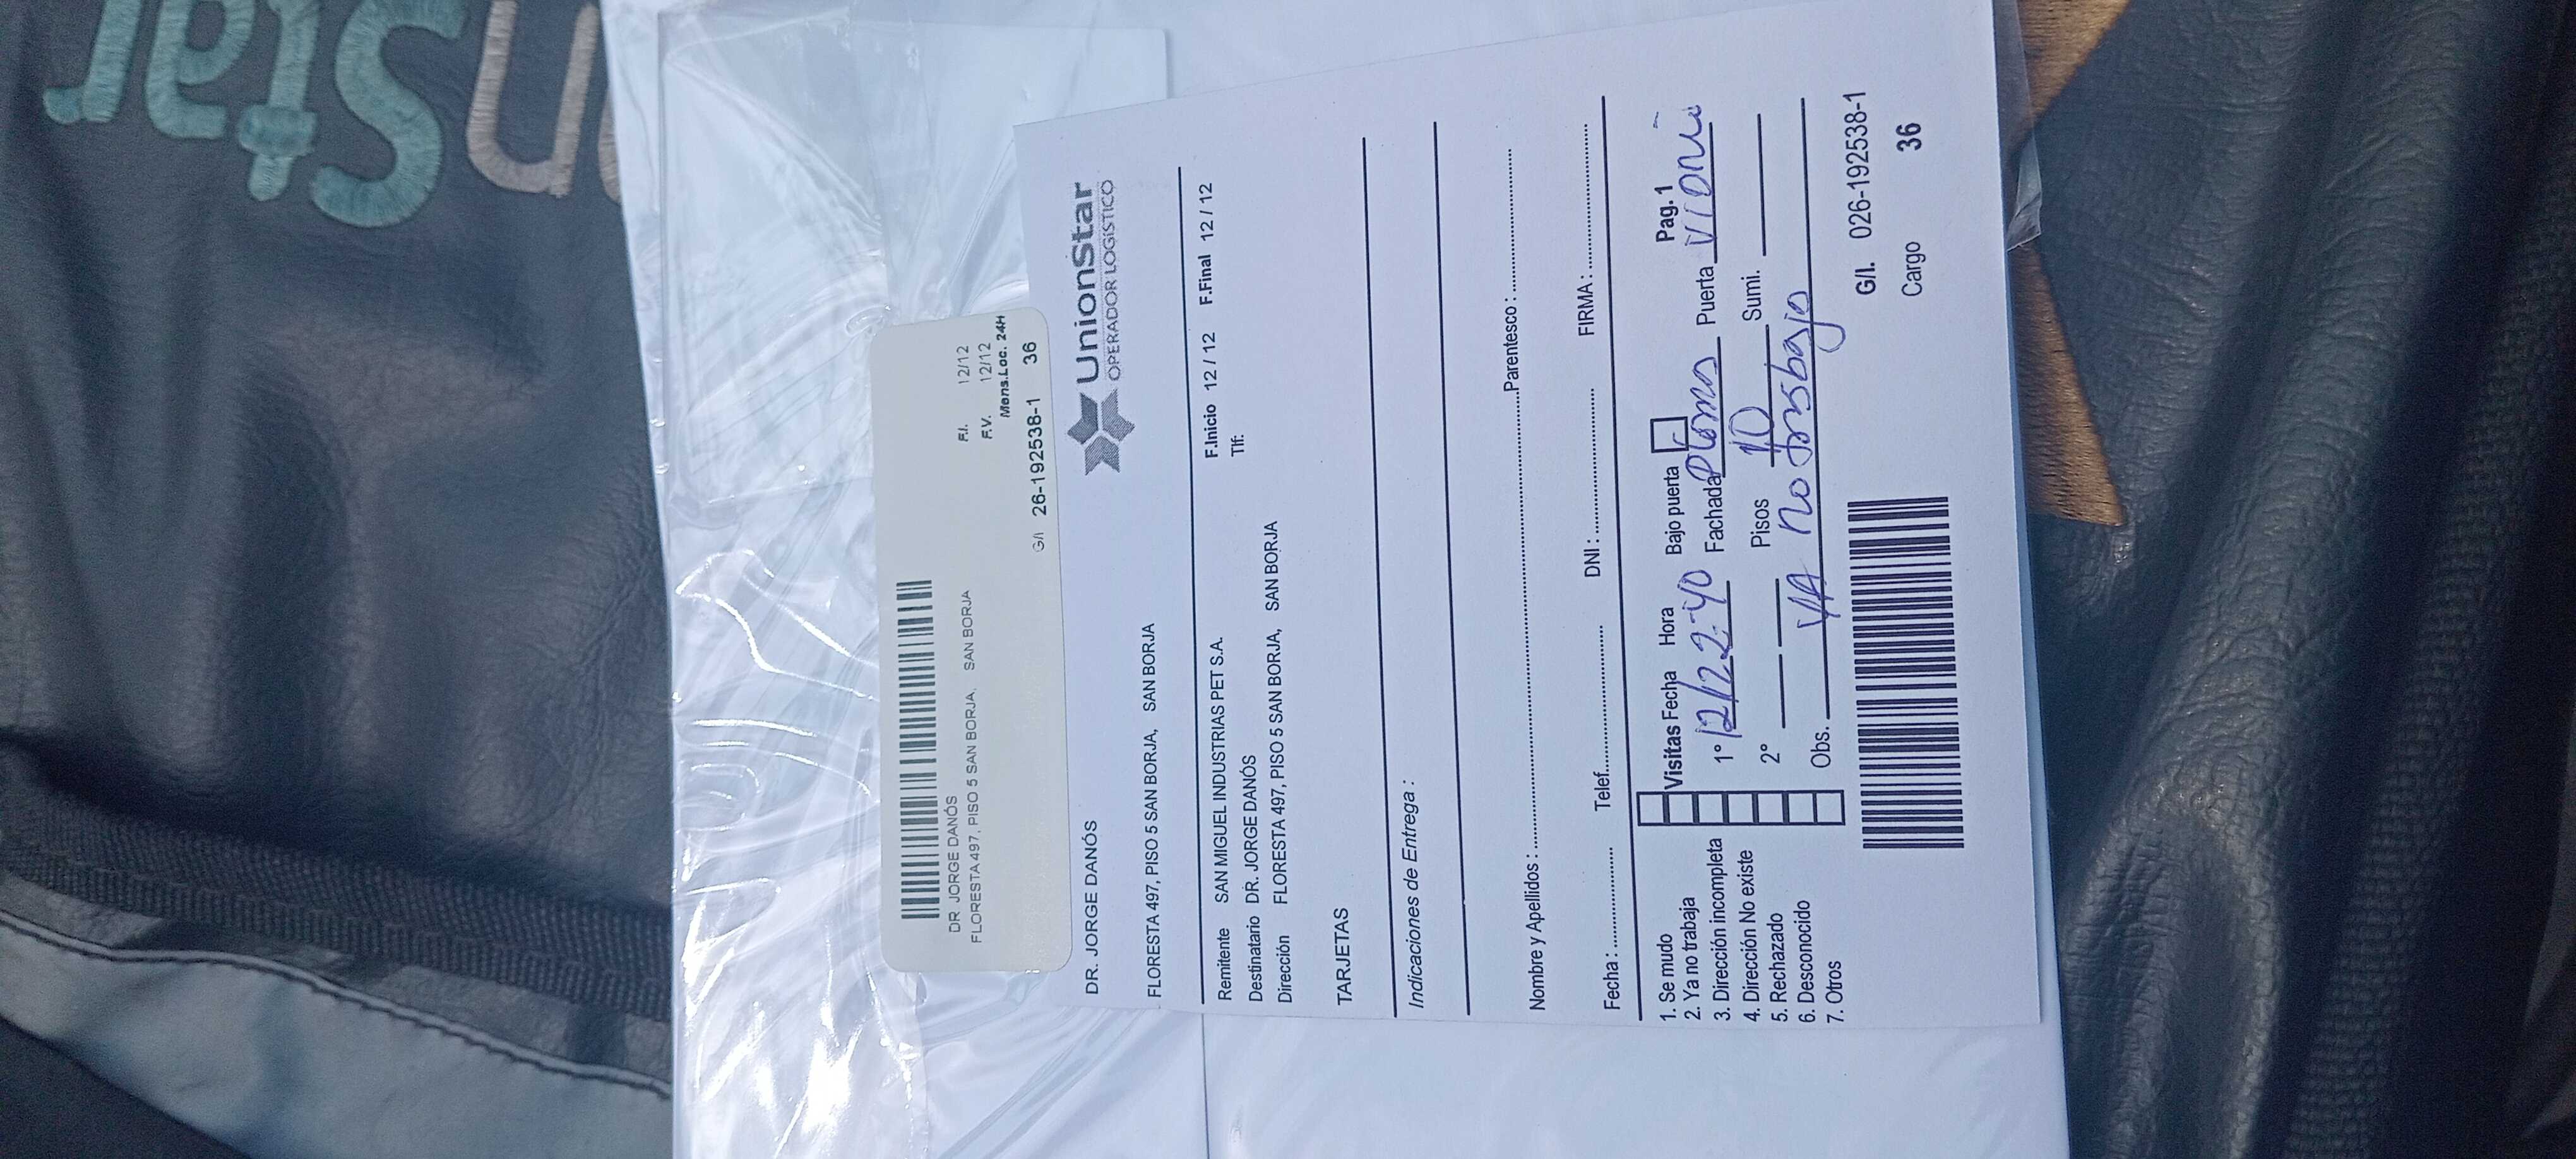 nStar
DR. JORGE DANÓS
FLORESTA 497, PISO 5 SAN BORJA, SAN BORJA
F.I. 12/12
F.V. 12/12
Mens.Loc. 24H
G/I 26-192538-1 36
UnionStar
OPERADOR LOGÍSTICO
DR. JORGE DANÓS
FLORESTA 497, PISO 5 SAN BORJA, SAN BORJA
Remitente SAN MIGUEL INDUSTRIAS PET S.A. F.Inicio 12 / 12 F.Final 12 / 12
Destinatario DR. JORGE DANÓS Tlf:
Dirección FLORESTA 497, PISO 5 SAN BORJA, SAN BORJA
TARJETAS
Indicaciones de Entrega :
Nombre y Apellidos : Parentesco :
Fecha : Telef. DNI : FIRMA :
1. Se mudo
2. Ya no trabaja
3. Dirección incompleta
4. Dirección No existe
5. Rechazado
6. Desconocido
7. Otros
Visitas Fecha Hora Bajo puerta Pag. 1
1° 12/12 2:40 Fachada Plomos Puerta
2° Pisos 10 Sumi.
Obs. YA no trabajo
G/I. 026-192538-1
Cargo 36